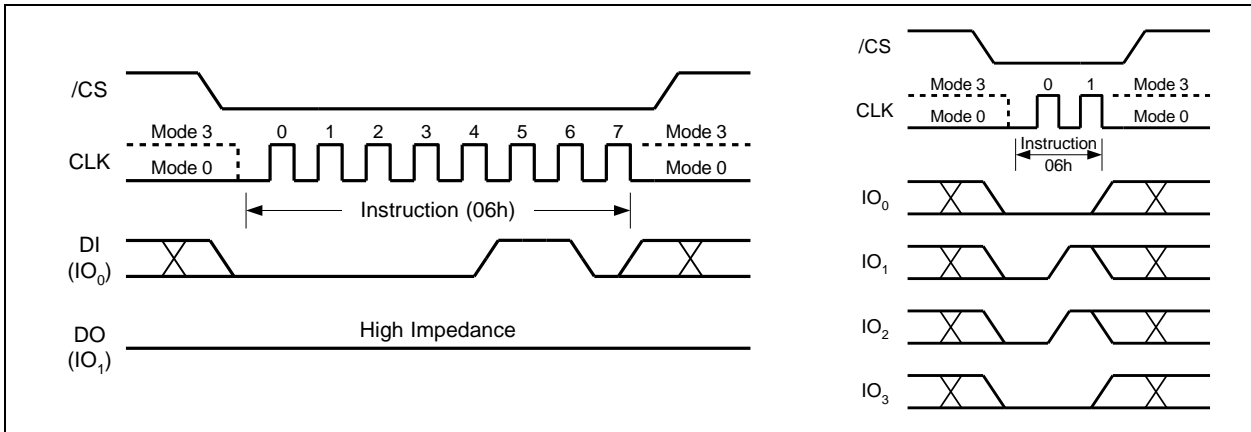 /CS
Mode 3 0 1 2 3 4 5 6 7 Mode 3
CLK
Mode 0 Mode 0
Instruction (06h)
DI
(IO0)
High Impedance
DO
(IO1)
/CS
Mode 3 0 1 Mode 3
CLK
Mode 0 Mode 0
Instruction
06h
IO0
IO1
IO2
IO3